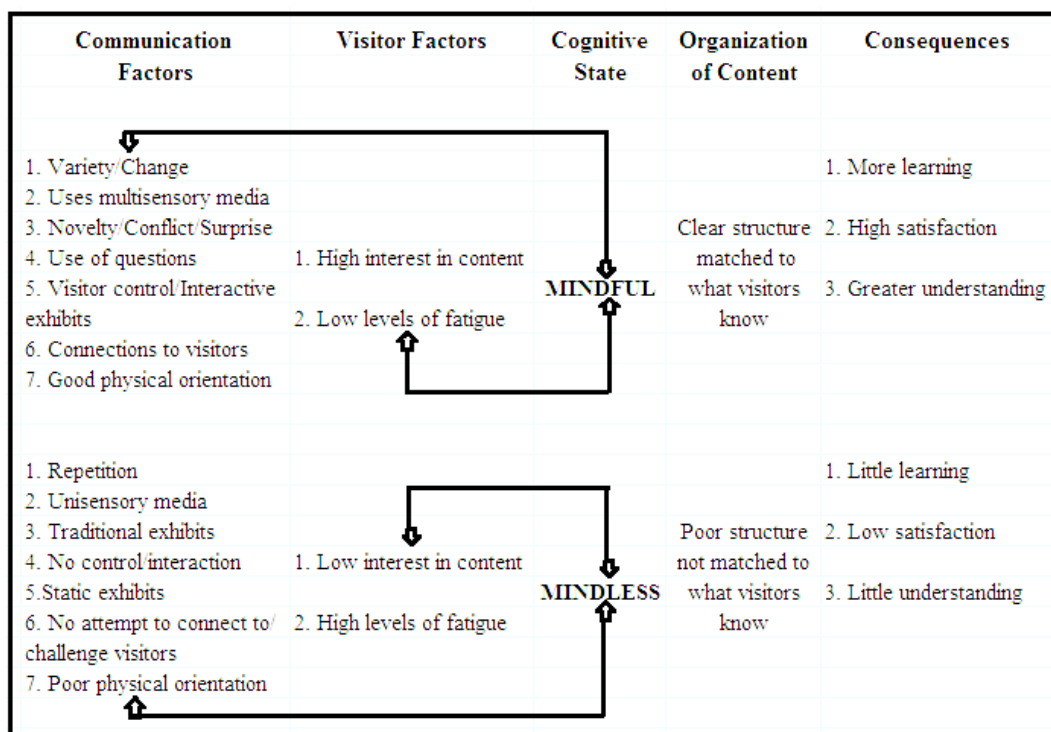 Communication Factors
Visitor Factors
Cognitive State
Organization of Content
Consequences
1. Variety/Change
2. Uses multisensory media
3. Novelty/Conflict/Surprise
4. Use of questions
5. Visitor control/Interactive
exhibits
6. Connections to visitors
7. Good physical orientation
1. High interest in content
2. Low levels of fatigue
MINDFUL
Clear structure
matched to
what visitors
know
1. More learning
2. High satisfaction
3. Greater understanding
1. Repetition
2. Unisensory media
3. Traditional exhibits
4. No control/interaction
5.Static exhibits
6. No attempt to connect to/
challenge visitors
7. Poor physical orientation
1. Low interest in content
2. High levels of fatigue
MINDLESS
Poor structure
not matched to
what visitors
know
1. Little learning
2. Low satisfaction
3. Little understanding